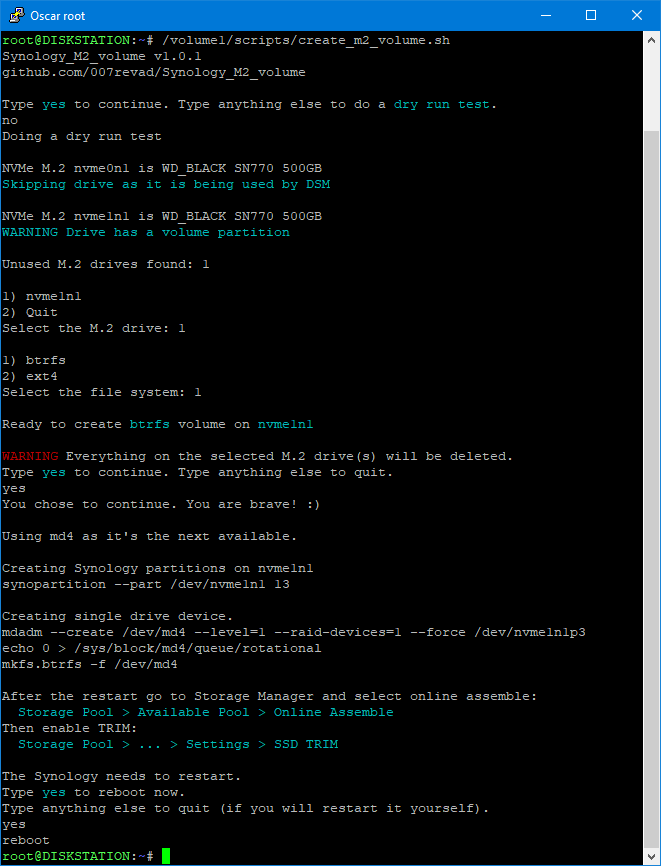 Oscar root
root@DISKSTATION:~# /volume1/scripts/create_m2_volume.sh
Synology_M2_volume v1.0.1
github.com/007revad/Synology_M2_volume
Type yes to continue. Type anything else to do a dry run test.
no
Doing a dry run test
NVMe M.2 nvme0n1 is WD_BLACK SN770 500GB
Skipping drive as it is being used by DSM
NVMe M.2 nvme1n1 is WD_BLACK SN770 500GB
WARNING Drive has a volume partition
Unused M.2 drives found: 1
1) nvme1n1
2) Quit
Select the M.2 drive: 1
1) btrfs
2) ext4
Select the file system: 1
Ready to create btrfs volume on nvme1n1
WARNING Everything on the selected M.2 drive(s) will be deleted.
Type yes to continue. Type anything else to quit.
yes
You chose to continue. You are brave! :)
Using md4 as it's the next available.
Creating Synology partitions on nvme1n1
synopartition --part /dev/nvme1n1 13
Creating single drive device.
mdadm --create /dev/md4 --level=1 --raid-devices=1 --force /dev/nvme1n1p3
echo 0 > /sys/block/md4/queue/rotational
mkfs.btrfs -f /dev/md4
After the restart go to Storage Manager and select online assemble:
Storage Pool > Available Pool > Online Assemble
Then enable TRIM:
Storage Pool > ... > Settings > SSD TRIM
The Synology needs to restart.
Type yes to reboot now.
Type anything else to quit (if you will restart it yourself).
yes
reboot
root@DISKSTATION:~#